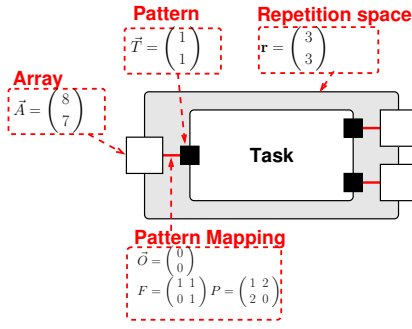 Pattern
T⃗ = (1 1)
Repetition space
r = (3 3)
Array
A⃗ = (8 7)
Task
Pattern Mapping
O⃗ = (0 0)
F = (1 1 0 1) P = (1 2 2 0)